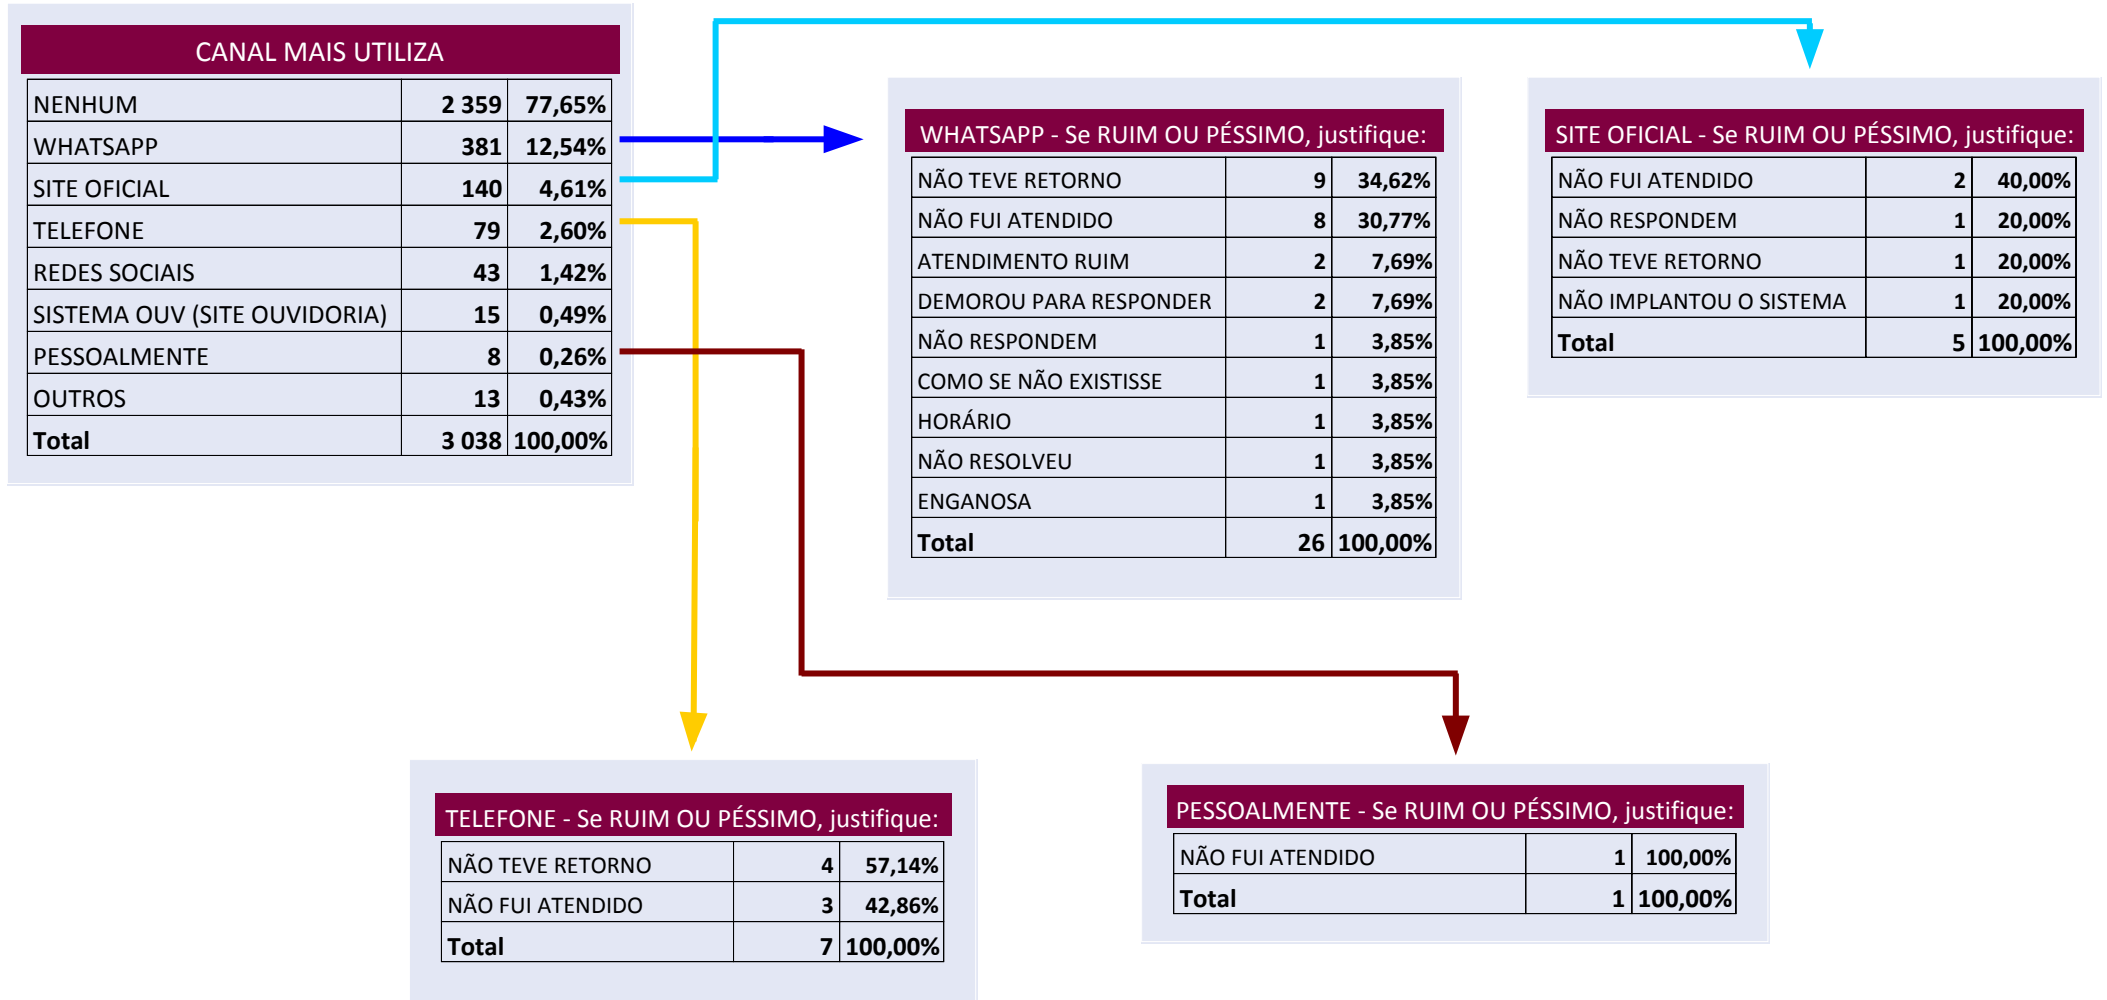 CANAL MAIS UTILIZA
NENHUM 2 359 77,65%
WHATSAPP 381 12,54%
SITE OFICIAL 140 4,61%
TELEFONE 79 2,60%
REDES SOCIAIS 43 1,42%
SISTEMA OUV (SITE OUVIDORIA) 15 0,49%
PESSOALMENTE 8 0,26%
OUTROS 13 0,43%
Total 3 038 100,00%
WHATSAPP - Se RUIM OU PÉSSIMO, justifique:
NÃO TEVE RETORNO 9 34,62%
NÃO FUI ATENDIDO 8 30,77%
ATENDIMENTO RUIM 2 7,69%
DEMOROU PARA RESPONDER 2 7,69%
NÃO RESPONDEM 1 3,85%
COMO SE NÃO EXISTISSE 1 3,85%
HORÁRIO 1 3,85%
NÃO RESOLVEU 1 3,85%
ENGANOSA 1 3,85%
Total 26 100,00%
SITE OFICIAL - Se RUIM OU PÉSSIMO, justifique:
NÃO FUI ATENDIDO 2 40,00%
NÃO RESPONDEM 1 20,00%
NÃO TEVE RETORNO 1 20,00%
NÃO IMPLANTOU O SISTEMA 1 20,00%
Total 5 100,00%
TELEFONE - Se RUIM OU PÉSSIMO, justifique:
NÃO TEVE RETORNO 4 57,14%
NÃO FUI ATENDIDO 3 42,86%
Total 7 100,00%
PESSOALMENTE - Se RUIM OU PÉSSIMO, justifique:
NÃO FUI ATENDIDO 1 100,00%
Total 1 100,00%